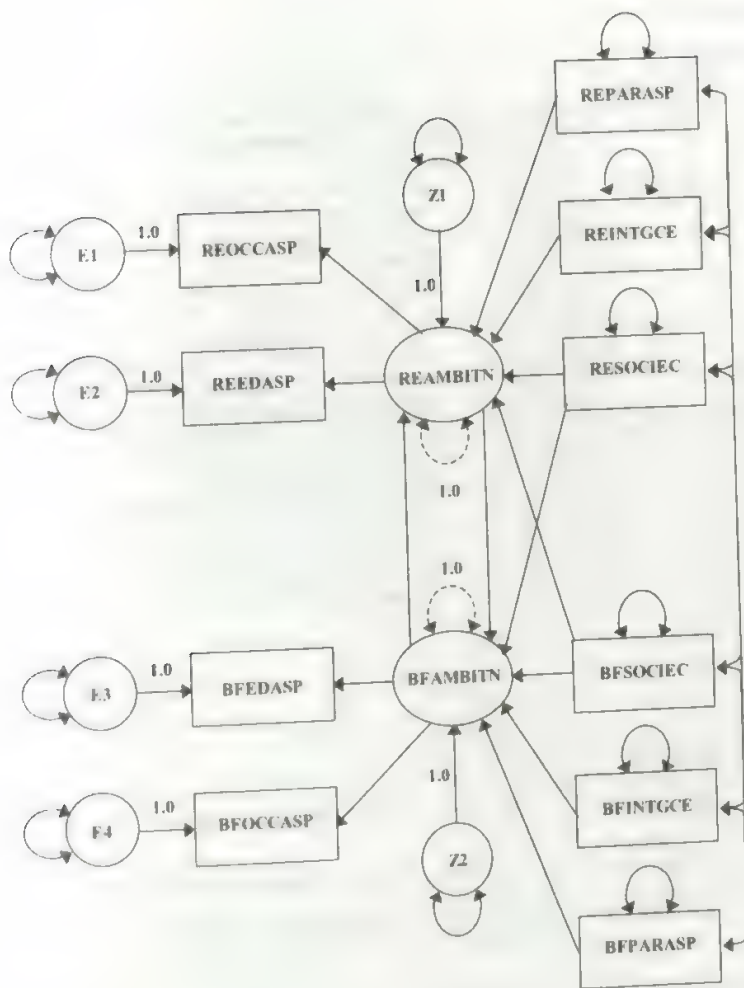 REPARASP
Z1
REINTGCE
1.0
E1
REOCCASP
1.0
RESOCIEC
1.0
E2
REEDASP
REAMBITN
1.0
1.0
1.0
E3
BFEDASP
BFAMBITN
BFSOCIEC
1.0
1.0
BFINTGCE
E4
BFOCCASP
Z2
BFPARASP